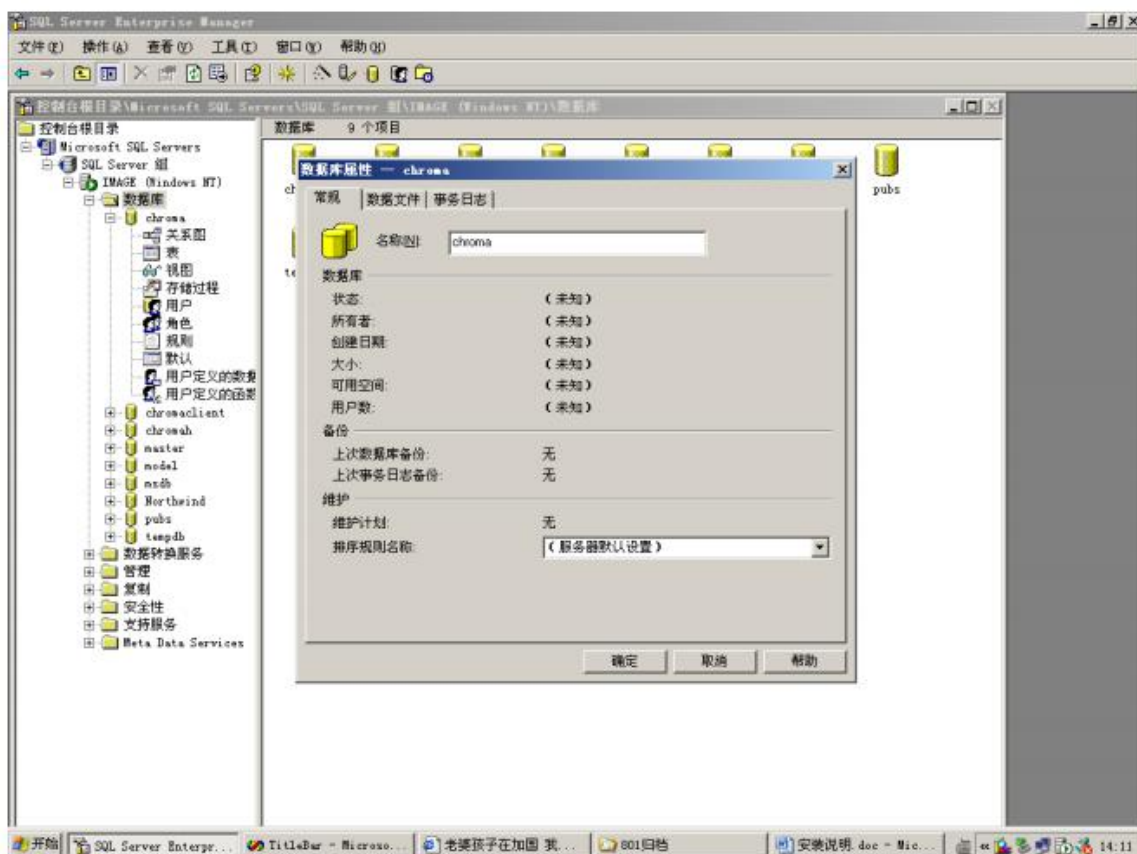 SQL Server Enterprise Manager
文件(F) 操作(A) 查看(V) 工具(T) 窗口(W) 帮助(H)
控制台根目录\Microsoft SQL Servers\SQL Server 组\IMAGE (Windows NT)\数据库
控制台根目录
数据库 9 个项目
Microsoft SQL Servers
SQL Server 组
IMAGE (Windows NT)
数据库
chroma
关系图
表
视图
存储过程
用户
角色
规则
默认
用户定义的数据
用户定义的函数
chromaclient
chromah
master
model
msdb
Northwind
pubs
tempdb
数据转换服务
管理
复制
安全性
支持服务
Meta Data Services
ch
pubs
te
数据库属性 — chroma
常规 数据文件 事务日志
名称(N): chroma
数据库
状态: (未知)
所有者: (未知)
创建日期: (未知)
大小: (未知)
可用空间: (未知)
用户数: (未知)
备份
上次数据库备份: 无
上次事务日志备份: 无
维护
维护计划: 无
排序规则名称: (服务器默认设置)
确定 取消 帮助
开始 SQL Server Enterpr... TitleBar - Microso... 老婆孩子在加国 我... 801归档 安装说明.doc - Mic... « 14:11